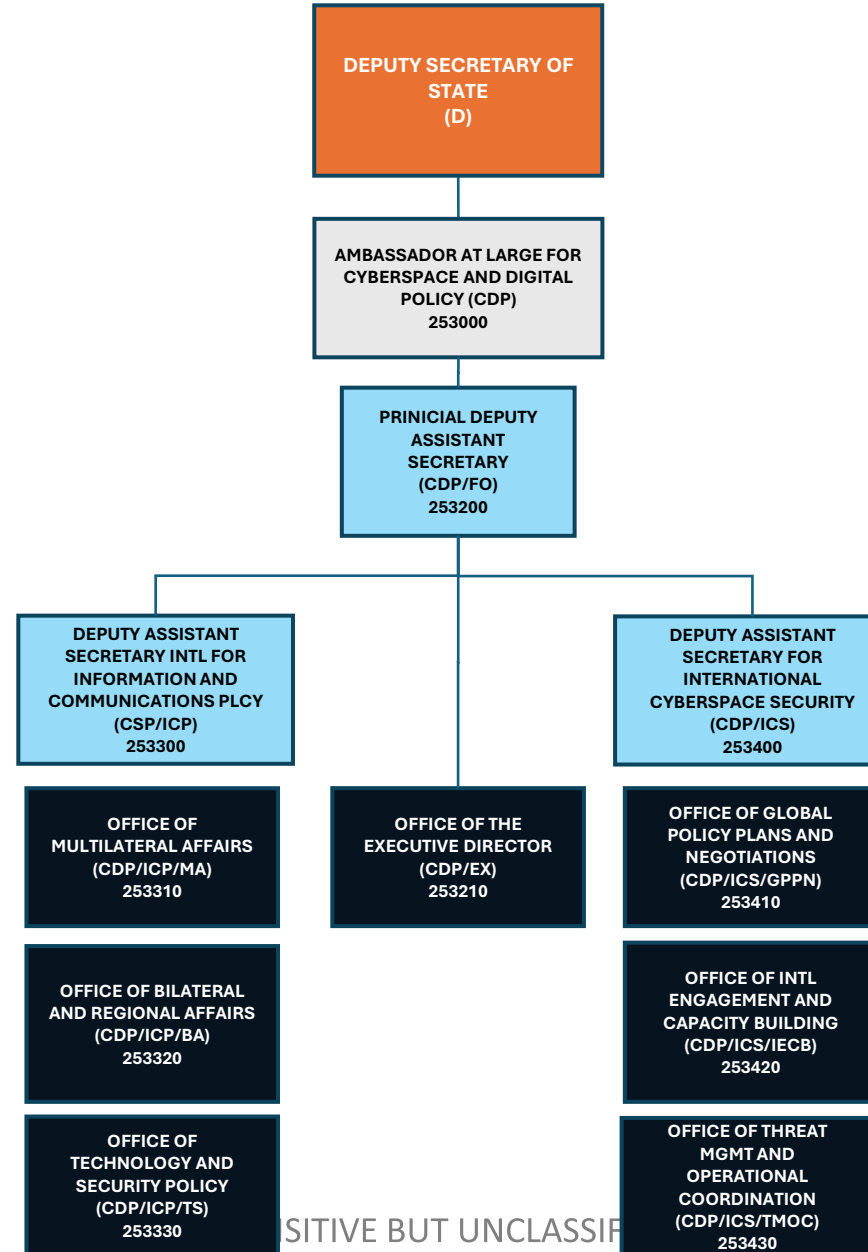 DEPUTY SECRETARY OF
STATE
(D)
AMBASSADOR AT LARGE FOR
CYBERSPACE AND DIGITAL
POLICY (CDP)
253000
PRINICIAL DEPUTY
ASSISTANT
SECRETARY
(CDP/FO)
253200
DEPUTY ASSISTANT
SECRETARY INTL FOR
INFORMATION AND
COMMUNICATIONS PLCY
(CSP/ICP)
253300
DEPUTY ASSISTANT
SECRETARY FOR
INTERNATIONAL
CYBERSPACE SECURITY
(CDP/ICS)
253400
OFFICE OF
MULTILATERAL AFFAIRS
(CDP/ICP/MA)
253310
OFFICE OF THE
EXECUTIVE DIRECTOR
(CDP/EX)
253210
OFFICE OF GLOBAL
POLICY PLANS AND
NEGOTIATIONS
(CDP/ICS/GPPN)
253410
OFFICE OF BILATERAL
AND REGIONAL AFFAIRS
(CDP/ICP/BA)
253320
OFFICE OF INTL
ENGAGEMENT AND
CAPACITY BUILDING
(CDP/ICS/IECB)
253420
OFFICE OF
TECHNOLOGY AND
SECURITY POLICY
(CDP/ICP/TS)
253330
OFFICE OF THREAT
MGMT AND
OPERATIONAL
COORDINATION
(CDP/ICS/TMOC)
253430
SITIVE BUT UNCLASSIF